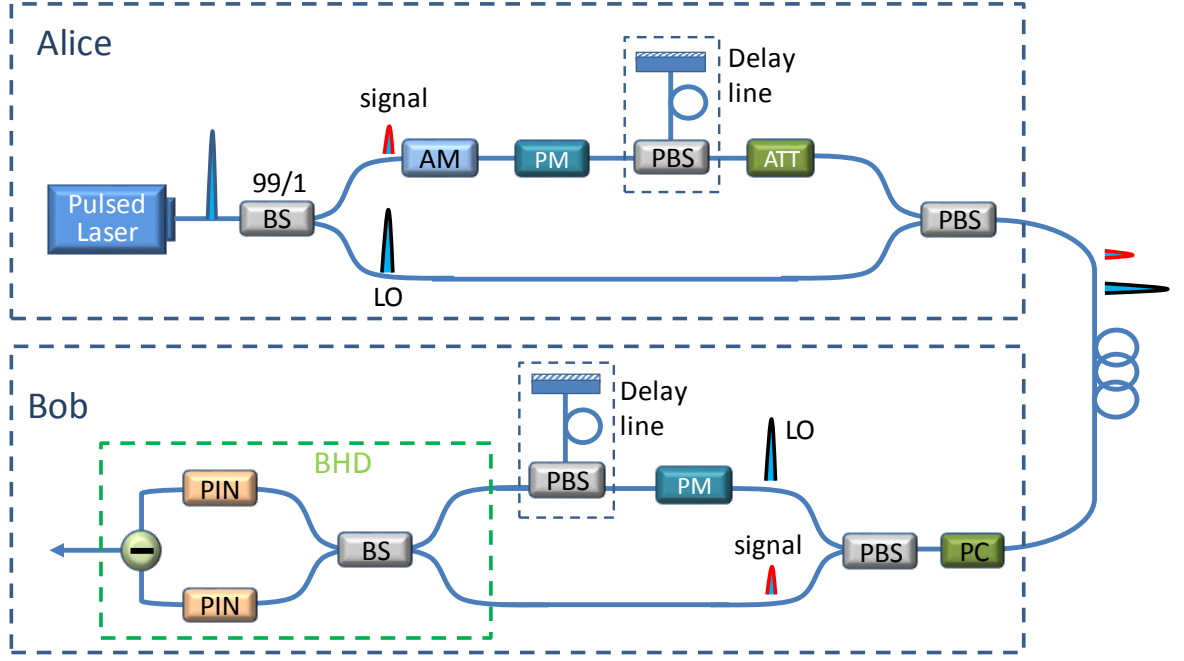 Alice
Delay
line
signal
AM
PM
PBS
ATT
99/1
Pulsed
Laser
BS
PBS
LO
Bob
Delay
line
LO
BHD
PBS
PM
PIN
BS
signal
PBS
PC
PIN